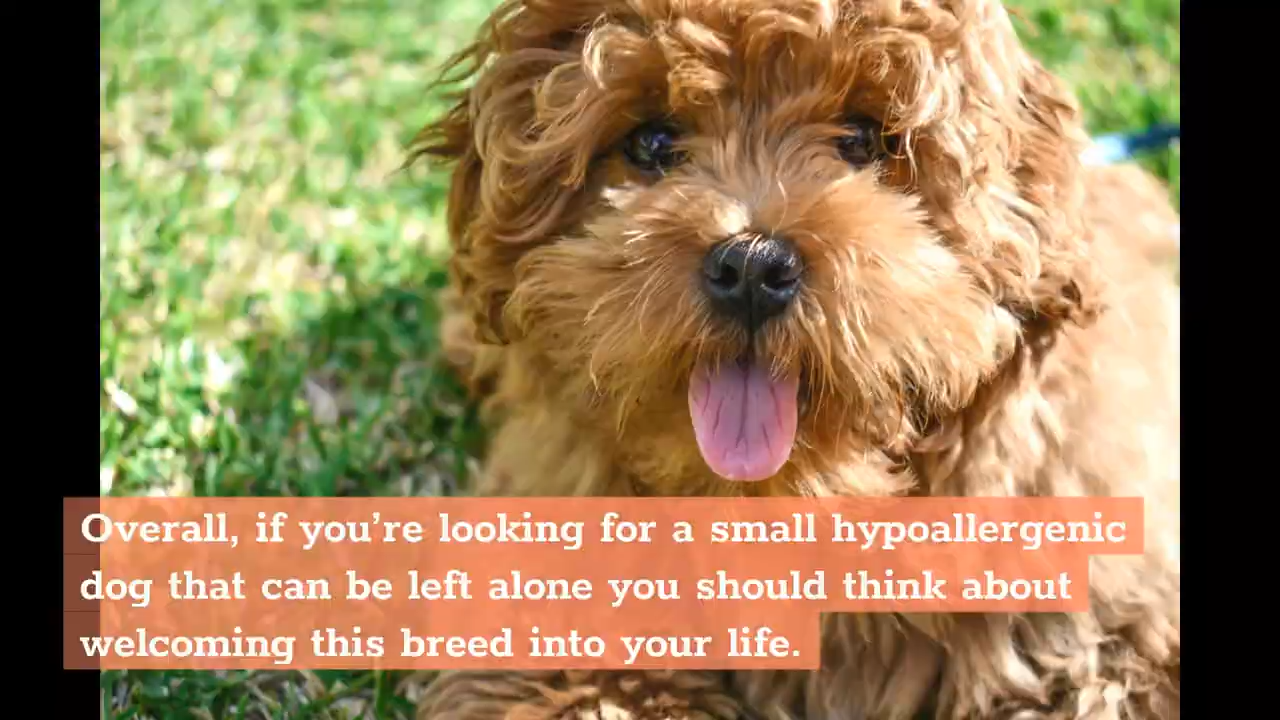 Overall, if you’re looking for a small hypoallergenic
dog that can be left alone you should think about
welcoming this breed into your life.